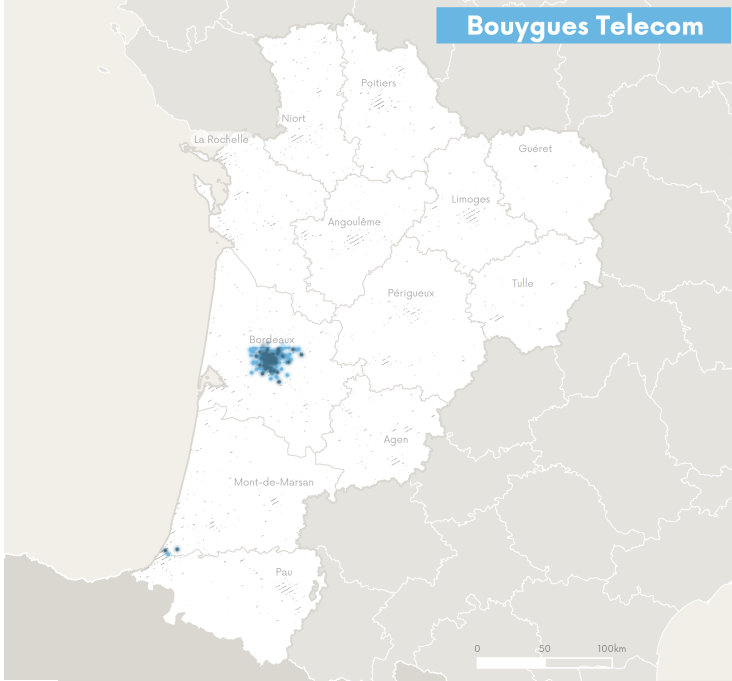 Bouygues Telecom
Poitiers
Niort
La Rochelle
Guéret
Limoges
Angoulême
Tulle
Périgueux
Bordeaux
Agen
Mont-de-Marsan
Pau
0 50 100km